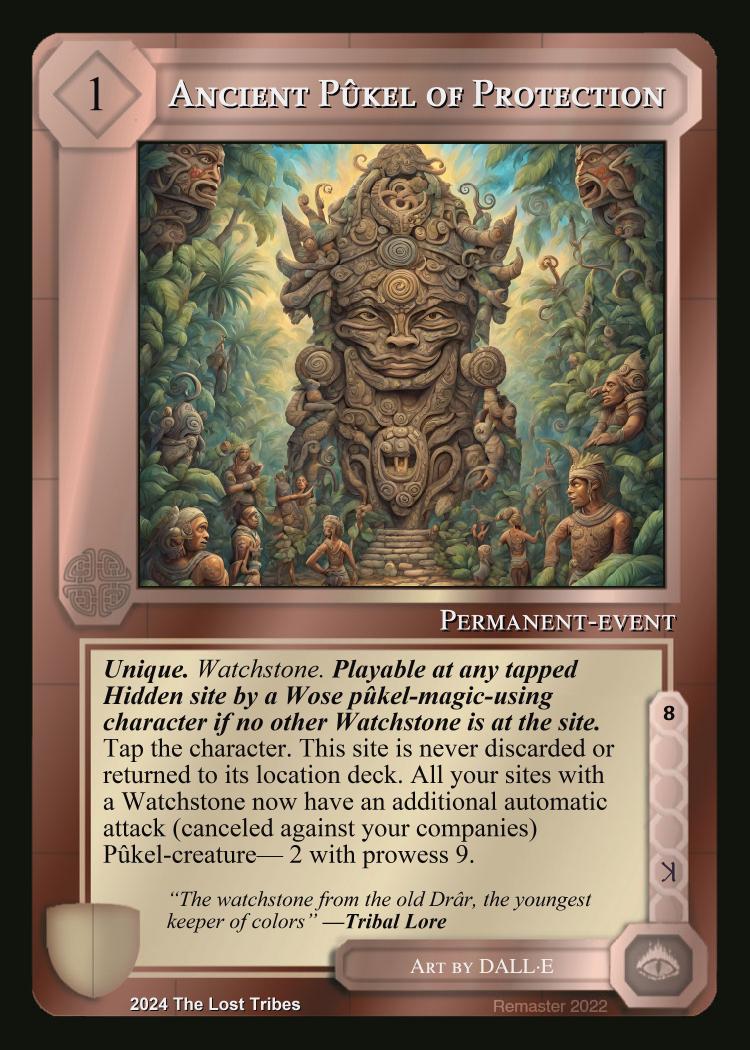 1
Ancient Pûkel of Protection
Permanent-event
Unique. Watchstone. Playable at any tapped
Hidden site by a Wose pûkel-magic-using
character if no other Watchstone is at the site.
Tap the character. This site is never discarded or
returned to its location deck. All your sites with
a Watchstone now have an additional automatic
attack (canceled against your companies)
Pûkel-creature— 2 with prowess 9.
8
“The watchstone from the old Drâr, the youngest
keeper of colors” —Tribal Lore
Art by DALL·E
2024 The Lost Tribes
Remaster 2022